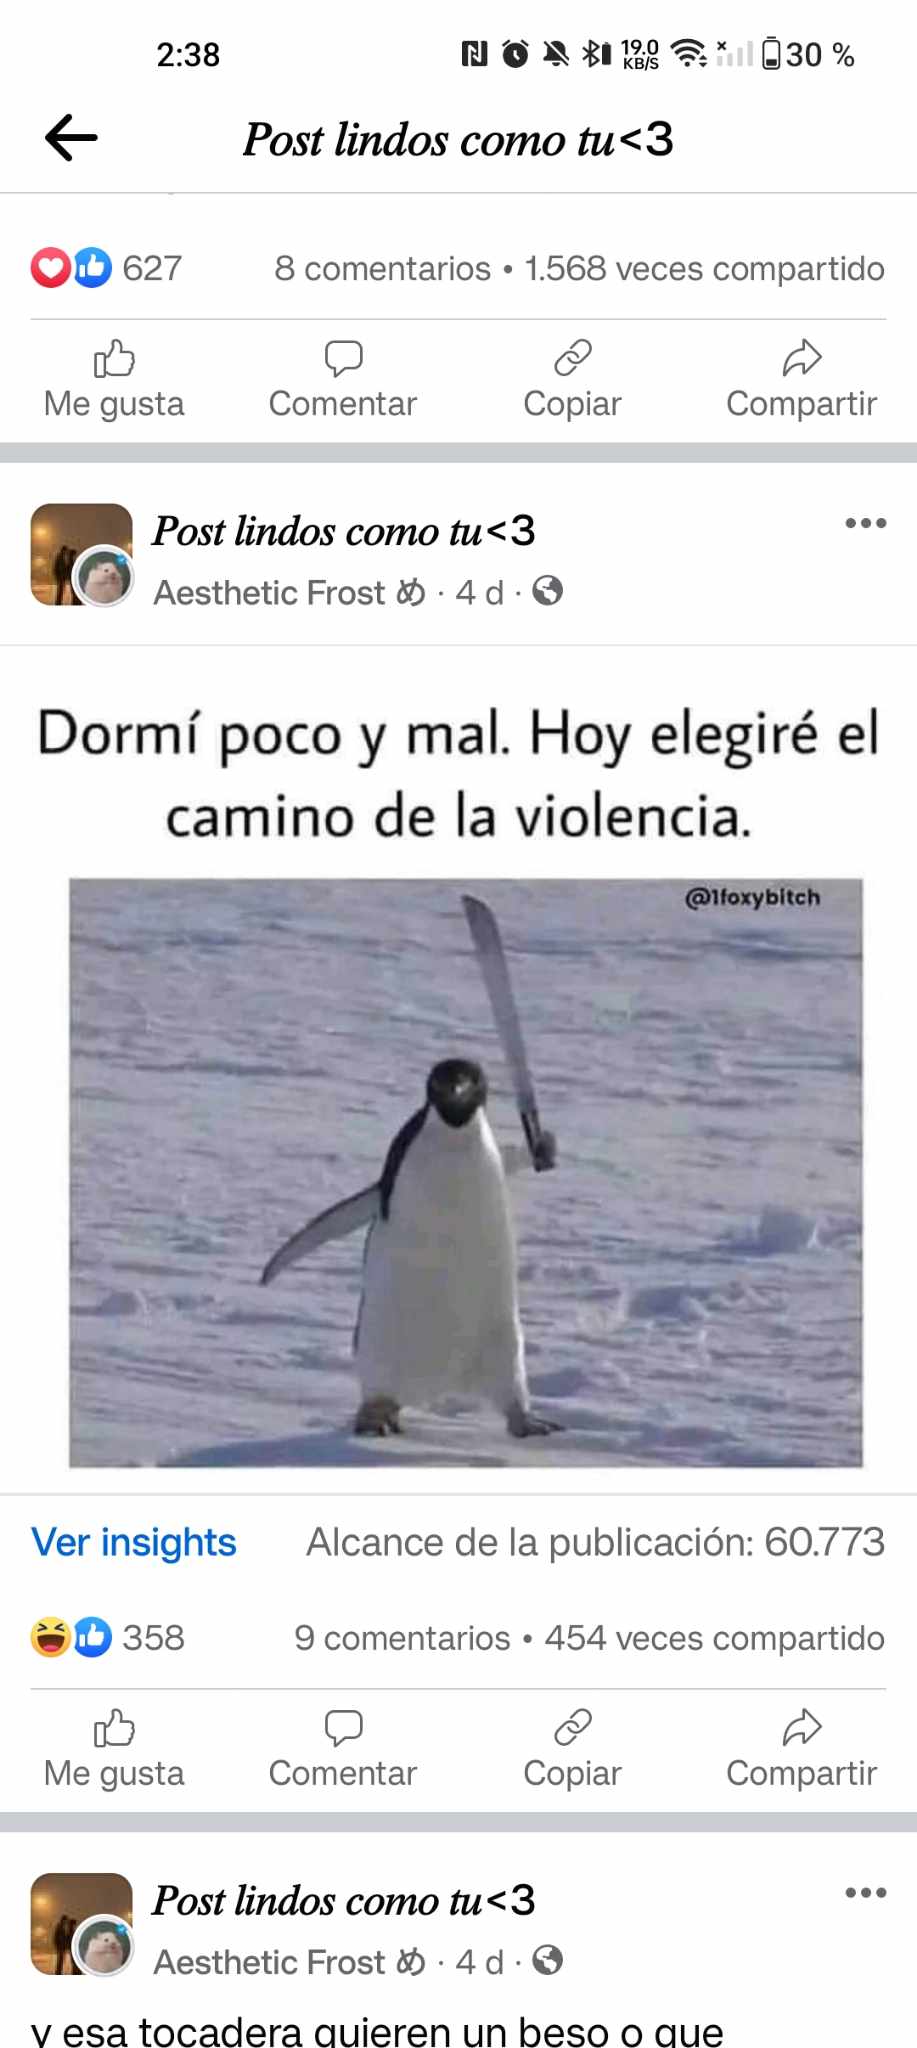 2:38
19.0
KB/S
30 %
Post lindos como tu<3
627
8 comentarios • 1.568 veces compartido
Me gusta
Comentar
Copiar
Compartir
Post lindos como tu<3
Aesthetic Frost め · 4 d ·
Dormí poco y mal. Hoy elegiré el
camino de la violencia.
@1foxybitch
Ver insights
Alcance de la publicación: 60.773
358
9 comentarios • 454 veces compartido
Me gusta
Comentar
Copiar
Compartir
Post lindos como tu<3
Aesthetic Frost め · 4 d ·
y esa tocadera quieren un beso o que